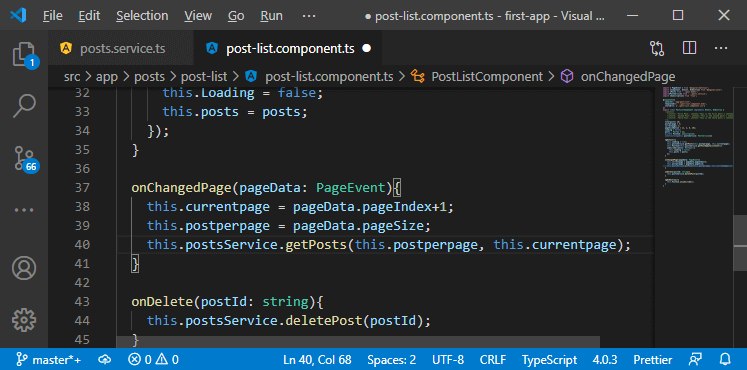 File Edit Selection View Go Run ··· ● post-list.component.ts - first-app - Visual ...
posts.service.ts post-list.component.ts ●
src > app > posts > post-list > post-list.component.ts > PostListComponent > onChangedPage
32 this.Loading = false;
33 this.posts = posts;
34 });
35 }
36
37 onChangedPage(pageData: PageEvent){
38 this.currentpage = pageData.pageIndex+1;
39 this.postperpage = pageData.pageSize;
40 this.postsService.getPosts(this.postperpage, this.currentpage);
41 }
42
43 onDelete(postId: string){
44 this.postsService.deletePost(postId);
45 }
1
66
master*+ 0 0 Ln 40, Col 68 Spaces: 2 UTF-8 CRLF TypeScript 4.0.3 Prettier